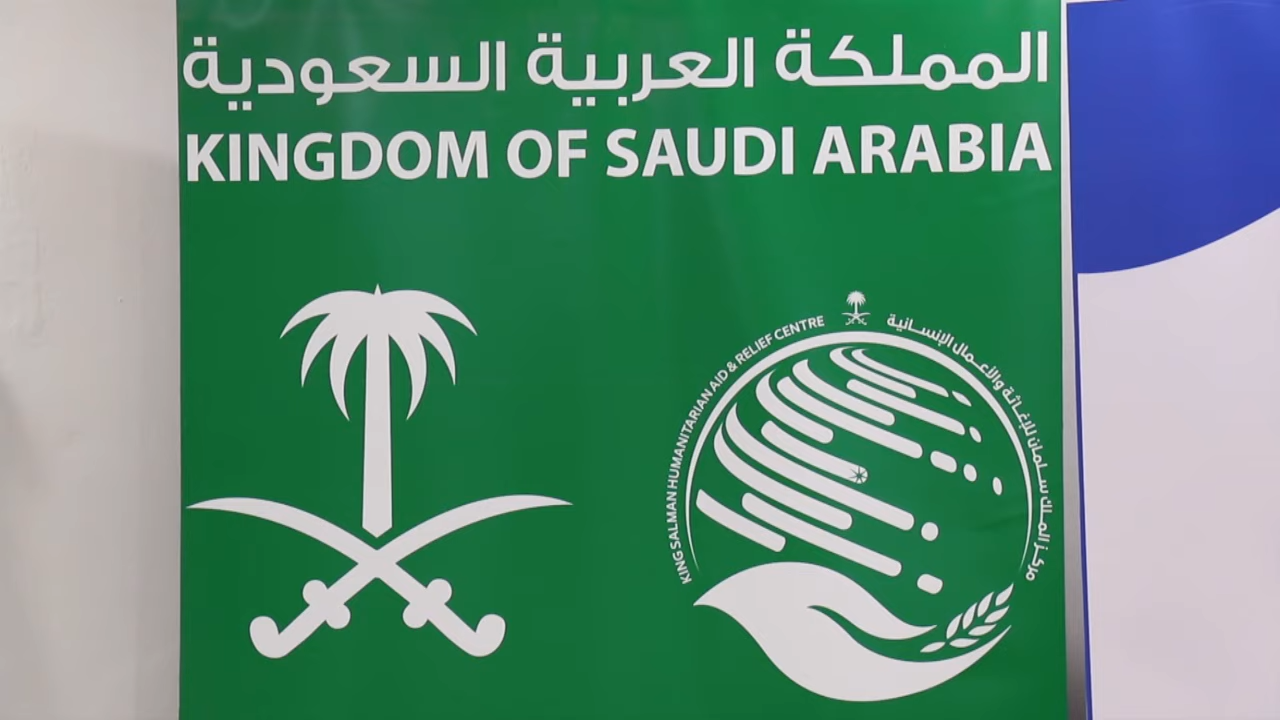 المملكة العربية السعودية
KINGDOM OF SAUDI ARABIA
KING SALMAN HUMANITARIAN AID & RELIEF CENTRE
مركز الملك سلمان للإغاثة والأعمال الإنسانية